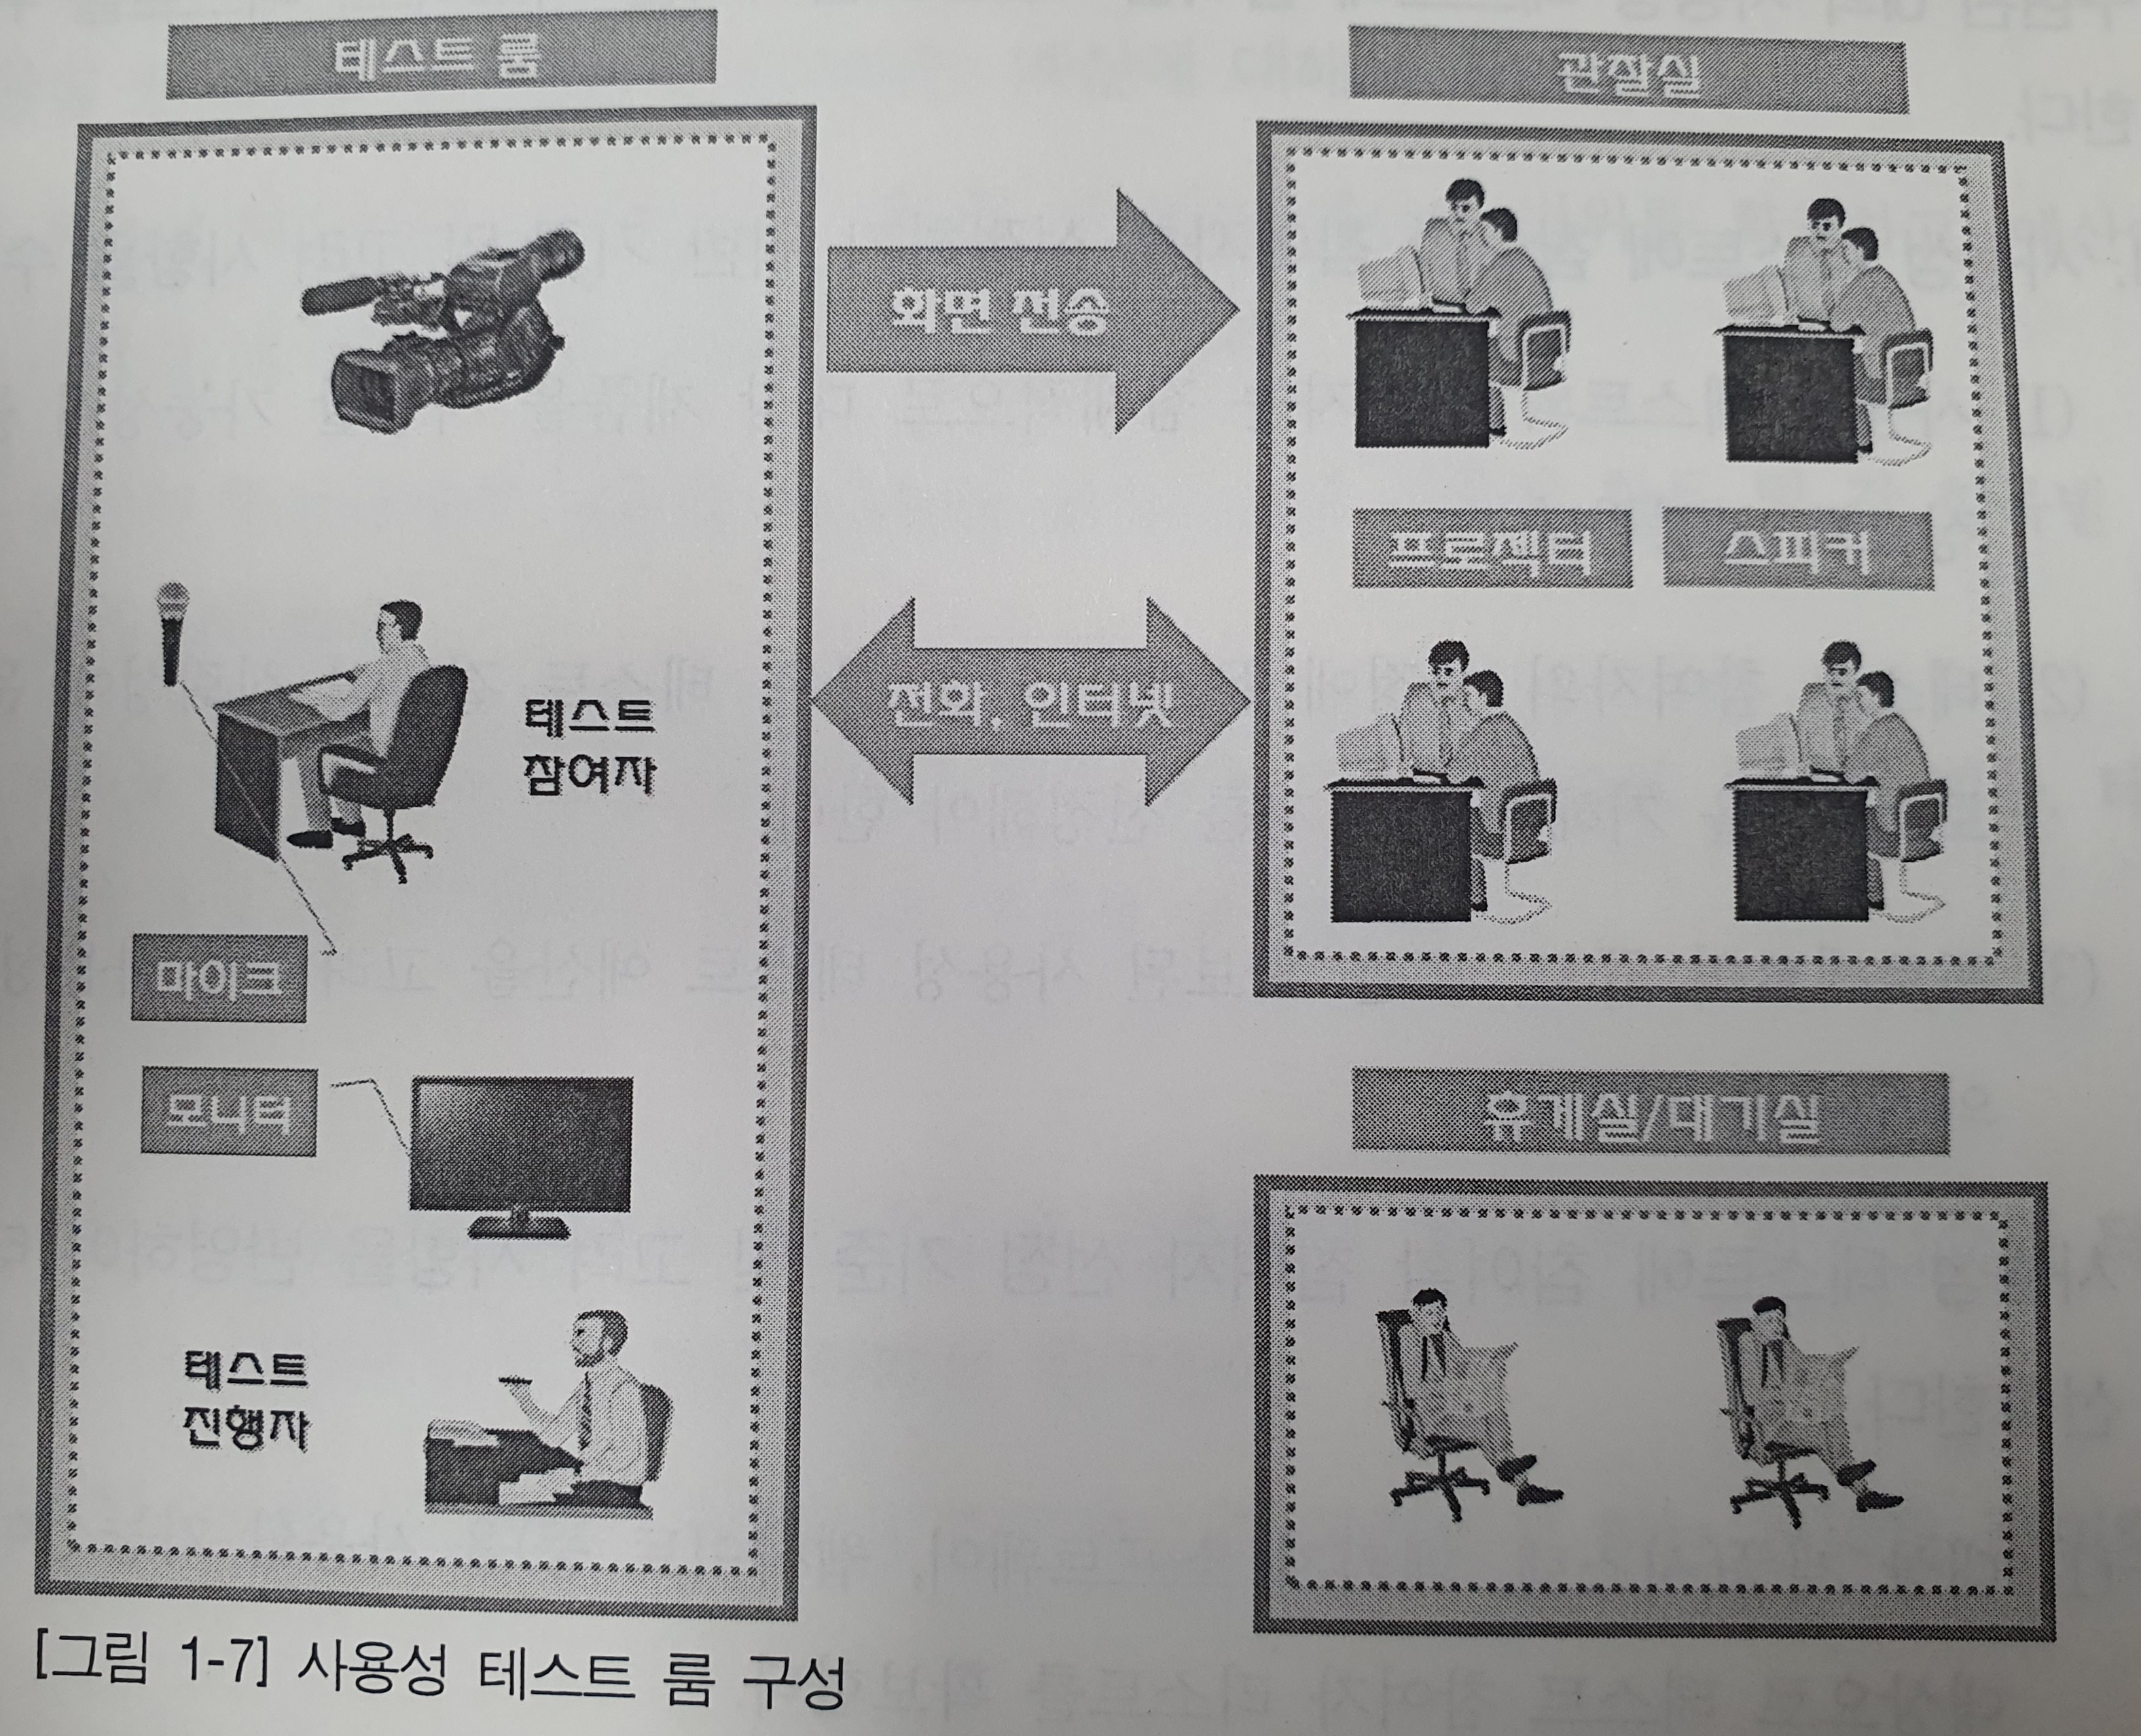 테스트 룸
관찰실
화면 전송
프로젝터
스피커
전화, 인터넷
테스트
참여자
마이크
모니터
휴게실/대기실
테스트
진행자
[그림 1-7] 사용성 테스트 룸 구성